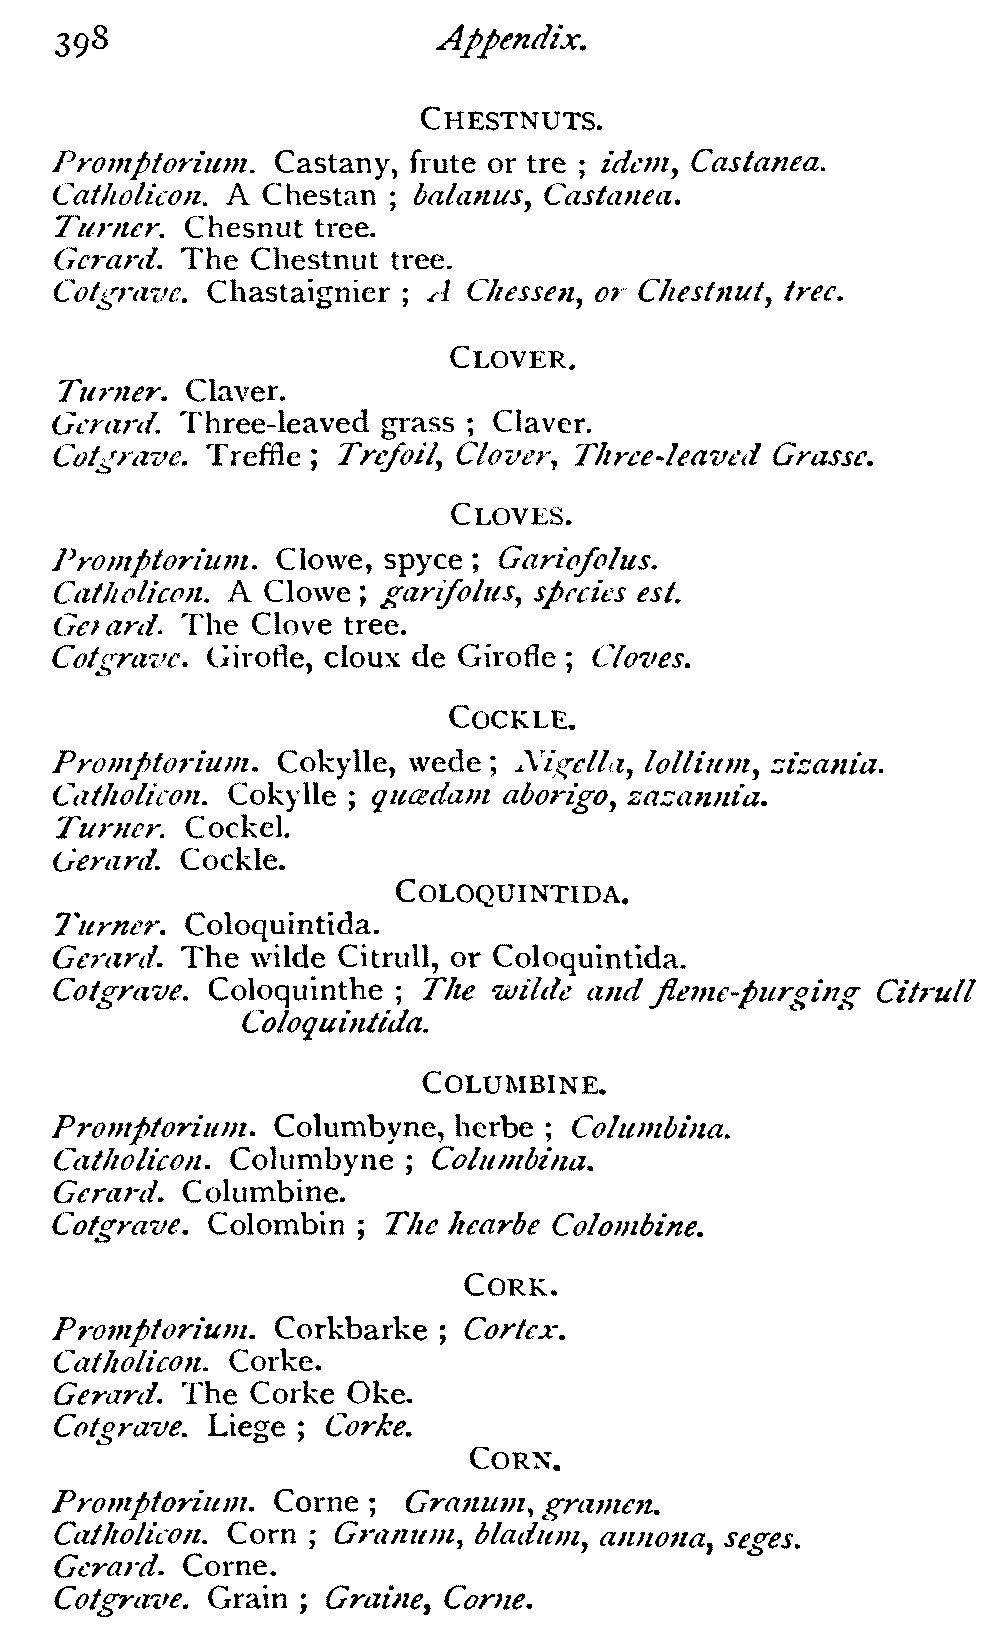 398 Appendix.
CHESTNUTS.
Promptorium. Castany, frute or tre ; idem, Castanea.
Catholicon. A Chestan ; balanus, Castanea.
Turner. Chesnut tree.
Gerard. The Chestnut tree.
Cotgrave. Chastaignier ; A Chessen, or Chestnut, tree.
CLOVER.
Turner. Claver.
Gerard. Three-leaved grass ; Claver.
Cotgrave. Treffle ; Trefoil, Clover, Three-leaved Grasse.
CLOVES.
Promptorium. Clowe, spyce ; Gariofolus.
Catholicon. A Clowe ; garifolus, species est.
Gerard. The Clove tree.
Cotgrave. Girofle, cloux de Girofle ; Cloves.
COCKLE.
Promptorium. Cokylle, wede ; Nigella, lollium, zizania.
Catholicon. Cokylle ; quædam aborigo, zazannia.
Turner. Cockel.
Gerard. Cockle.
COLOQUINTIDA.
Turner. Coloquintida.
Gerard. The wilde Citrull, or Coloquintida.
Cotgrave. Coloquinthe ; The wilde and fleme-purging Citrull
Coloquintida.
COLUMBINE.
Promptorium. Columbyne, herbe ; Columbina.
Catholicon. Columbyne ; Columbina.
Gerard. Columbine.
Cotgrave. Colombin ; The hearbe Colombine.
CORK.
Promptorium. Corkbarke ; Cortex.
Catholicon. Corke.
Gerard. The Corke Oke.
Cotgrave. Liege ; Corke.
CORN.
Promptorium. Corne ; Granum, gramen.
Catholicon. Corn ; Granum, bladum, annona, seges.
Gerard. Corne.
Cotgrave. Grain ; Graine, Corne.